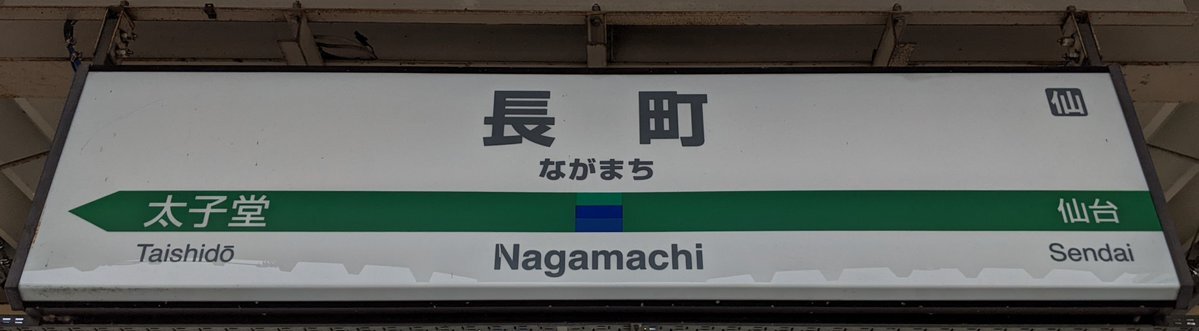 長町
仙
ながまち
太子堂
仙台
Taishidō
Nagamachi
Sendai